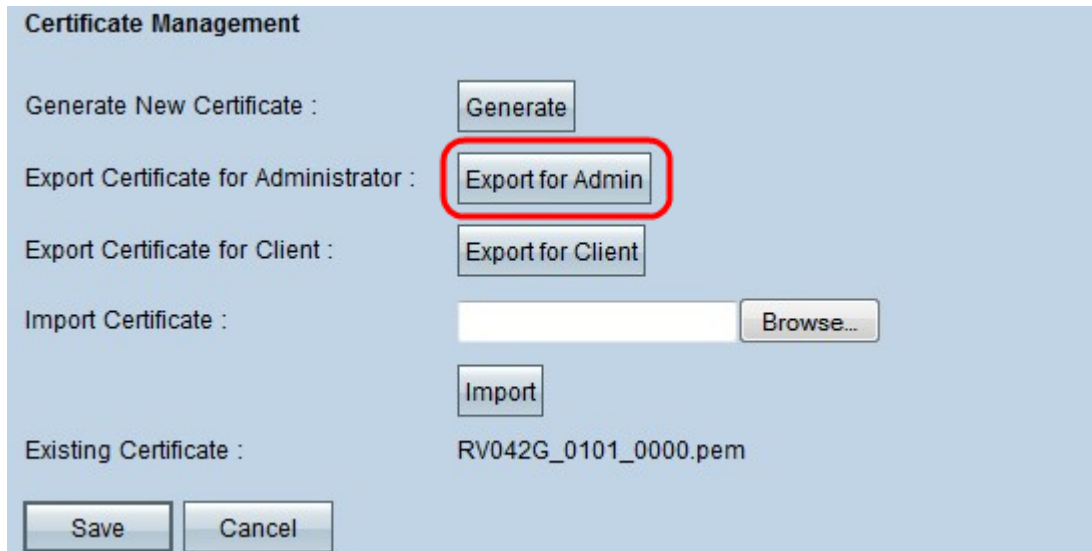 Certificate Management
Generate New Certificate : Generate
Export Certificate for Administrator : Export for Admin
Export Certificate for Client : Export for Client
Import Certificate : Browse...
Import
Existing Certificate : RV042G_0101_0000.pem
Save Cancel